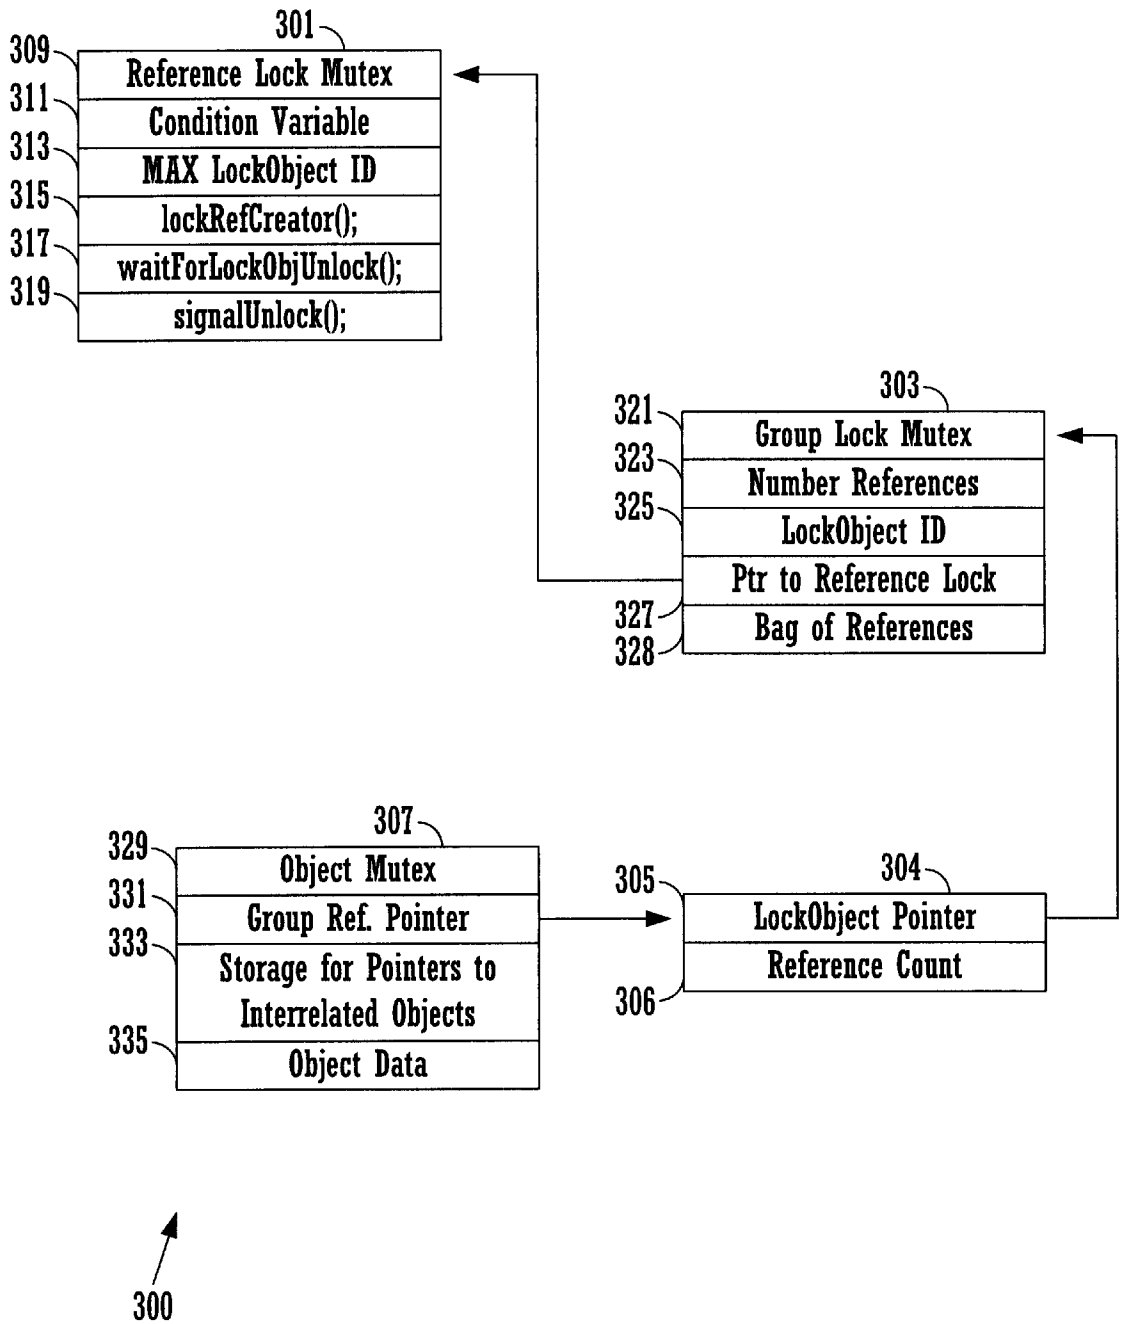 301
309
Reference Lock Mutex
311
Condition Variable
313
MAX LockObject ID
315
lockRefCreator();
317
waitForLockObjUnlock();
319
signalUnlock();
303
321
Group Lock Mutex
323
Number References
325
LockObject ID
Ptr to Reference Lock
327
Bag of References
328
307
329
Object Mutex
331
Group Ref. Pointer
333
Storage for Pointers to
Interrelated Objects
335
Object Data
304
305
LockObject Pointer
Reference Count
306
300